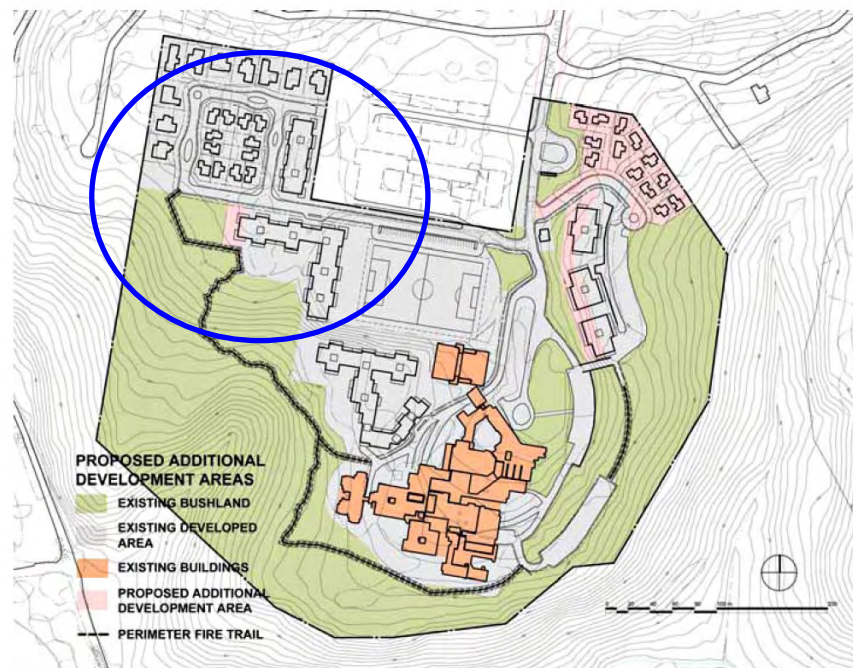 PROPOSED ADDITIONAL
DEVELOPMENT AREAS
EXISTING BUSHLAND
EXISTING DEVELOPED
AREA
EXISTING BUILDINGS
PROPOSED ADDITIONAL
DEVELOPMENT AREA
PERIMETER FIRE TRAIL